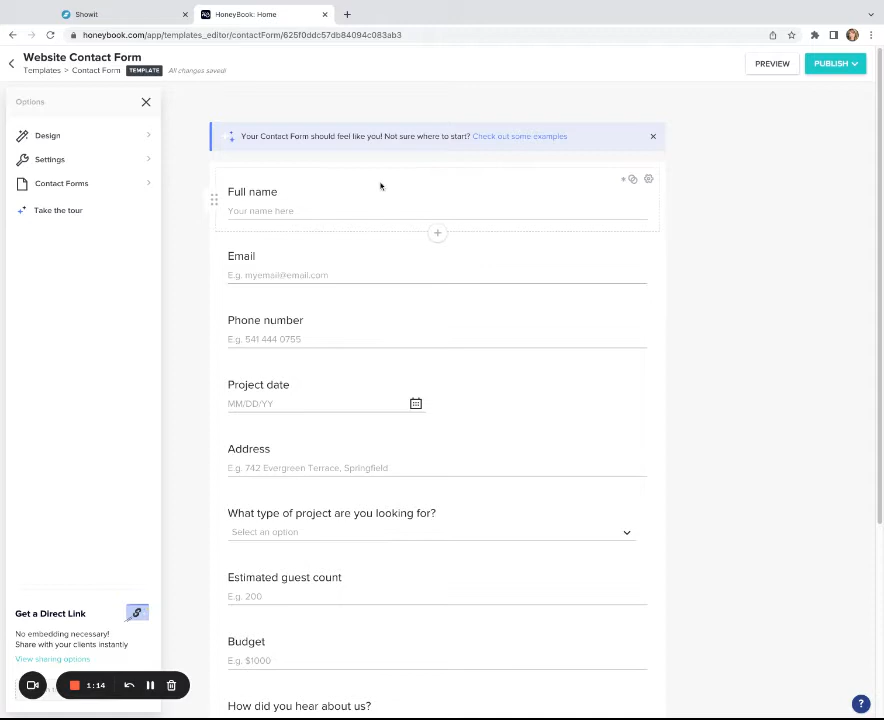 Showit
HoneyBook: Home
honeybook.com/app/templates_editor/contactForm/625f0ddc57db84094c083ab3
Website Contact Form
Templates > Contact Form TEMPLATE All changes saved!
PREVIEW
PUBLISH
Options
Design
Settings
Contact Forms
Take the tour
Your Contact Form should feel like you! Not sure where to start? Check out some examples
Full name
Your name here
Email
E.g. myemail@email.com
Phone number
E.g. 541 444 0755
Project date
MM/DD/YY
Address
E.g. 742 Evergreen Terrace, Springfield
What type of project are you looking for?
Select an option
Estimated guest count
E.g. 200
Budget
E.g. $1000
How did you hear about us?
Get a Direct Link
No embedding necessary!
Share with your clients instantly
View sharing options
1:14
?